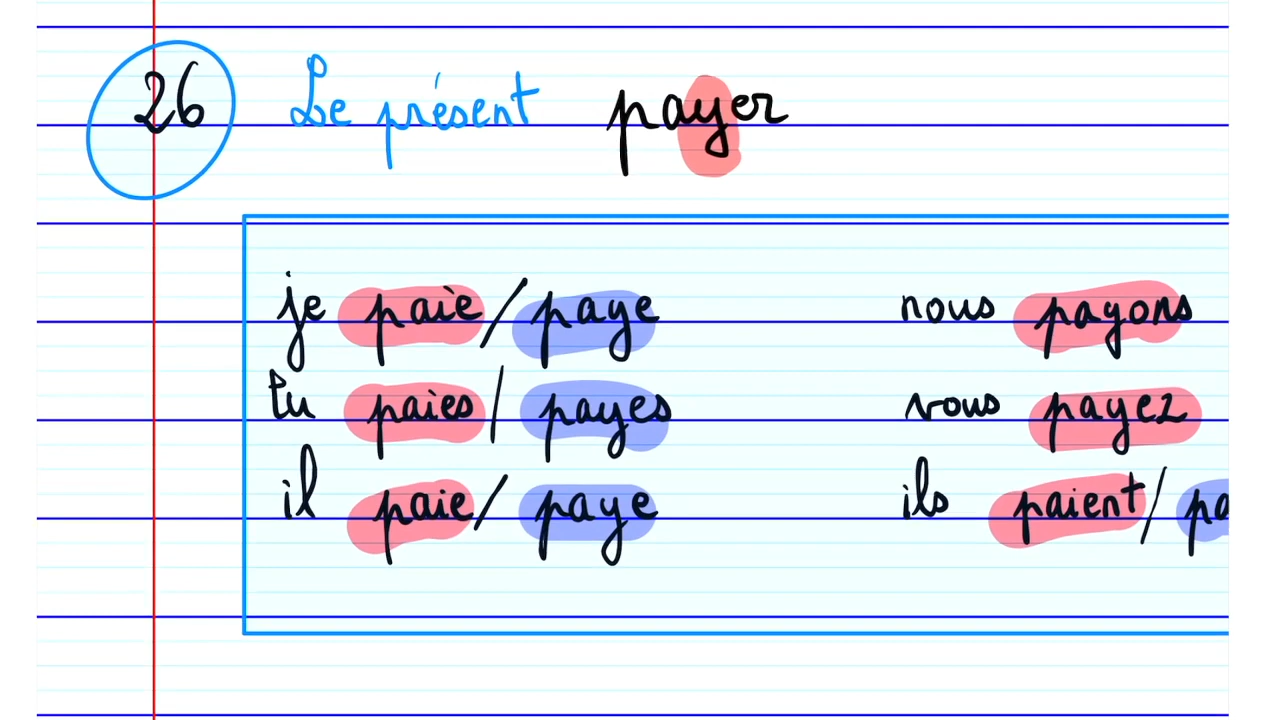 26 Le présent payer
je paie / paye nous payons
tu paies / payes vous payez
il paie / paye ils paient / pa